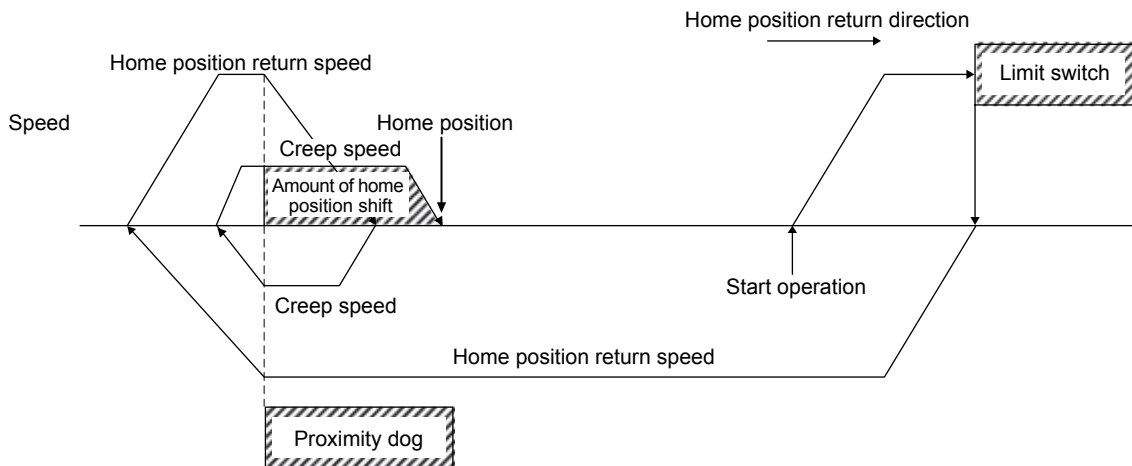 Home position return direction
Home position return speed
Limit switch
Speed
Home position
Creep speed
Amount of home
position shift
Start operation
Creep speed
Home position return speed
Proximity dog